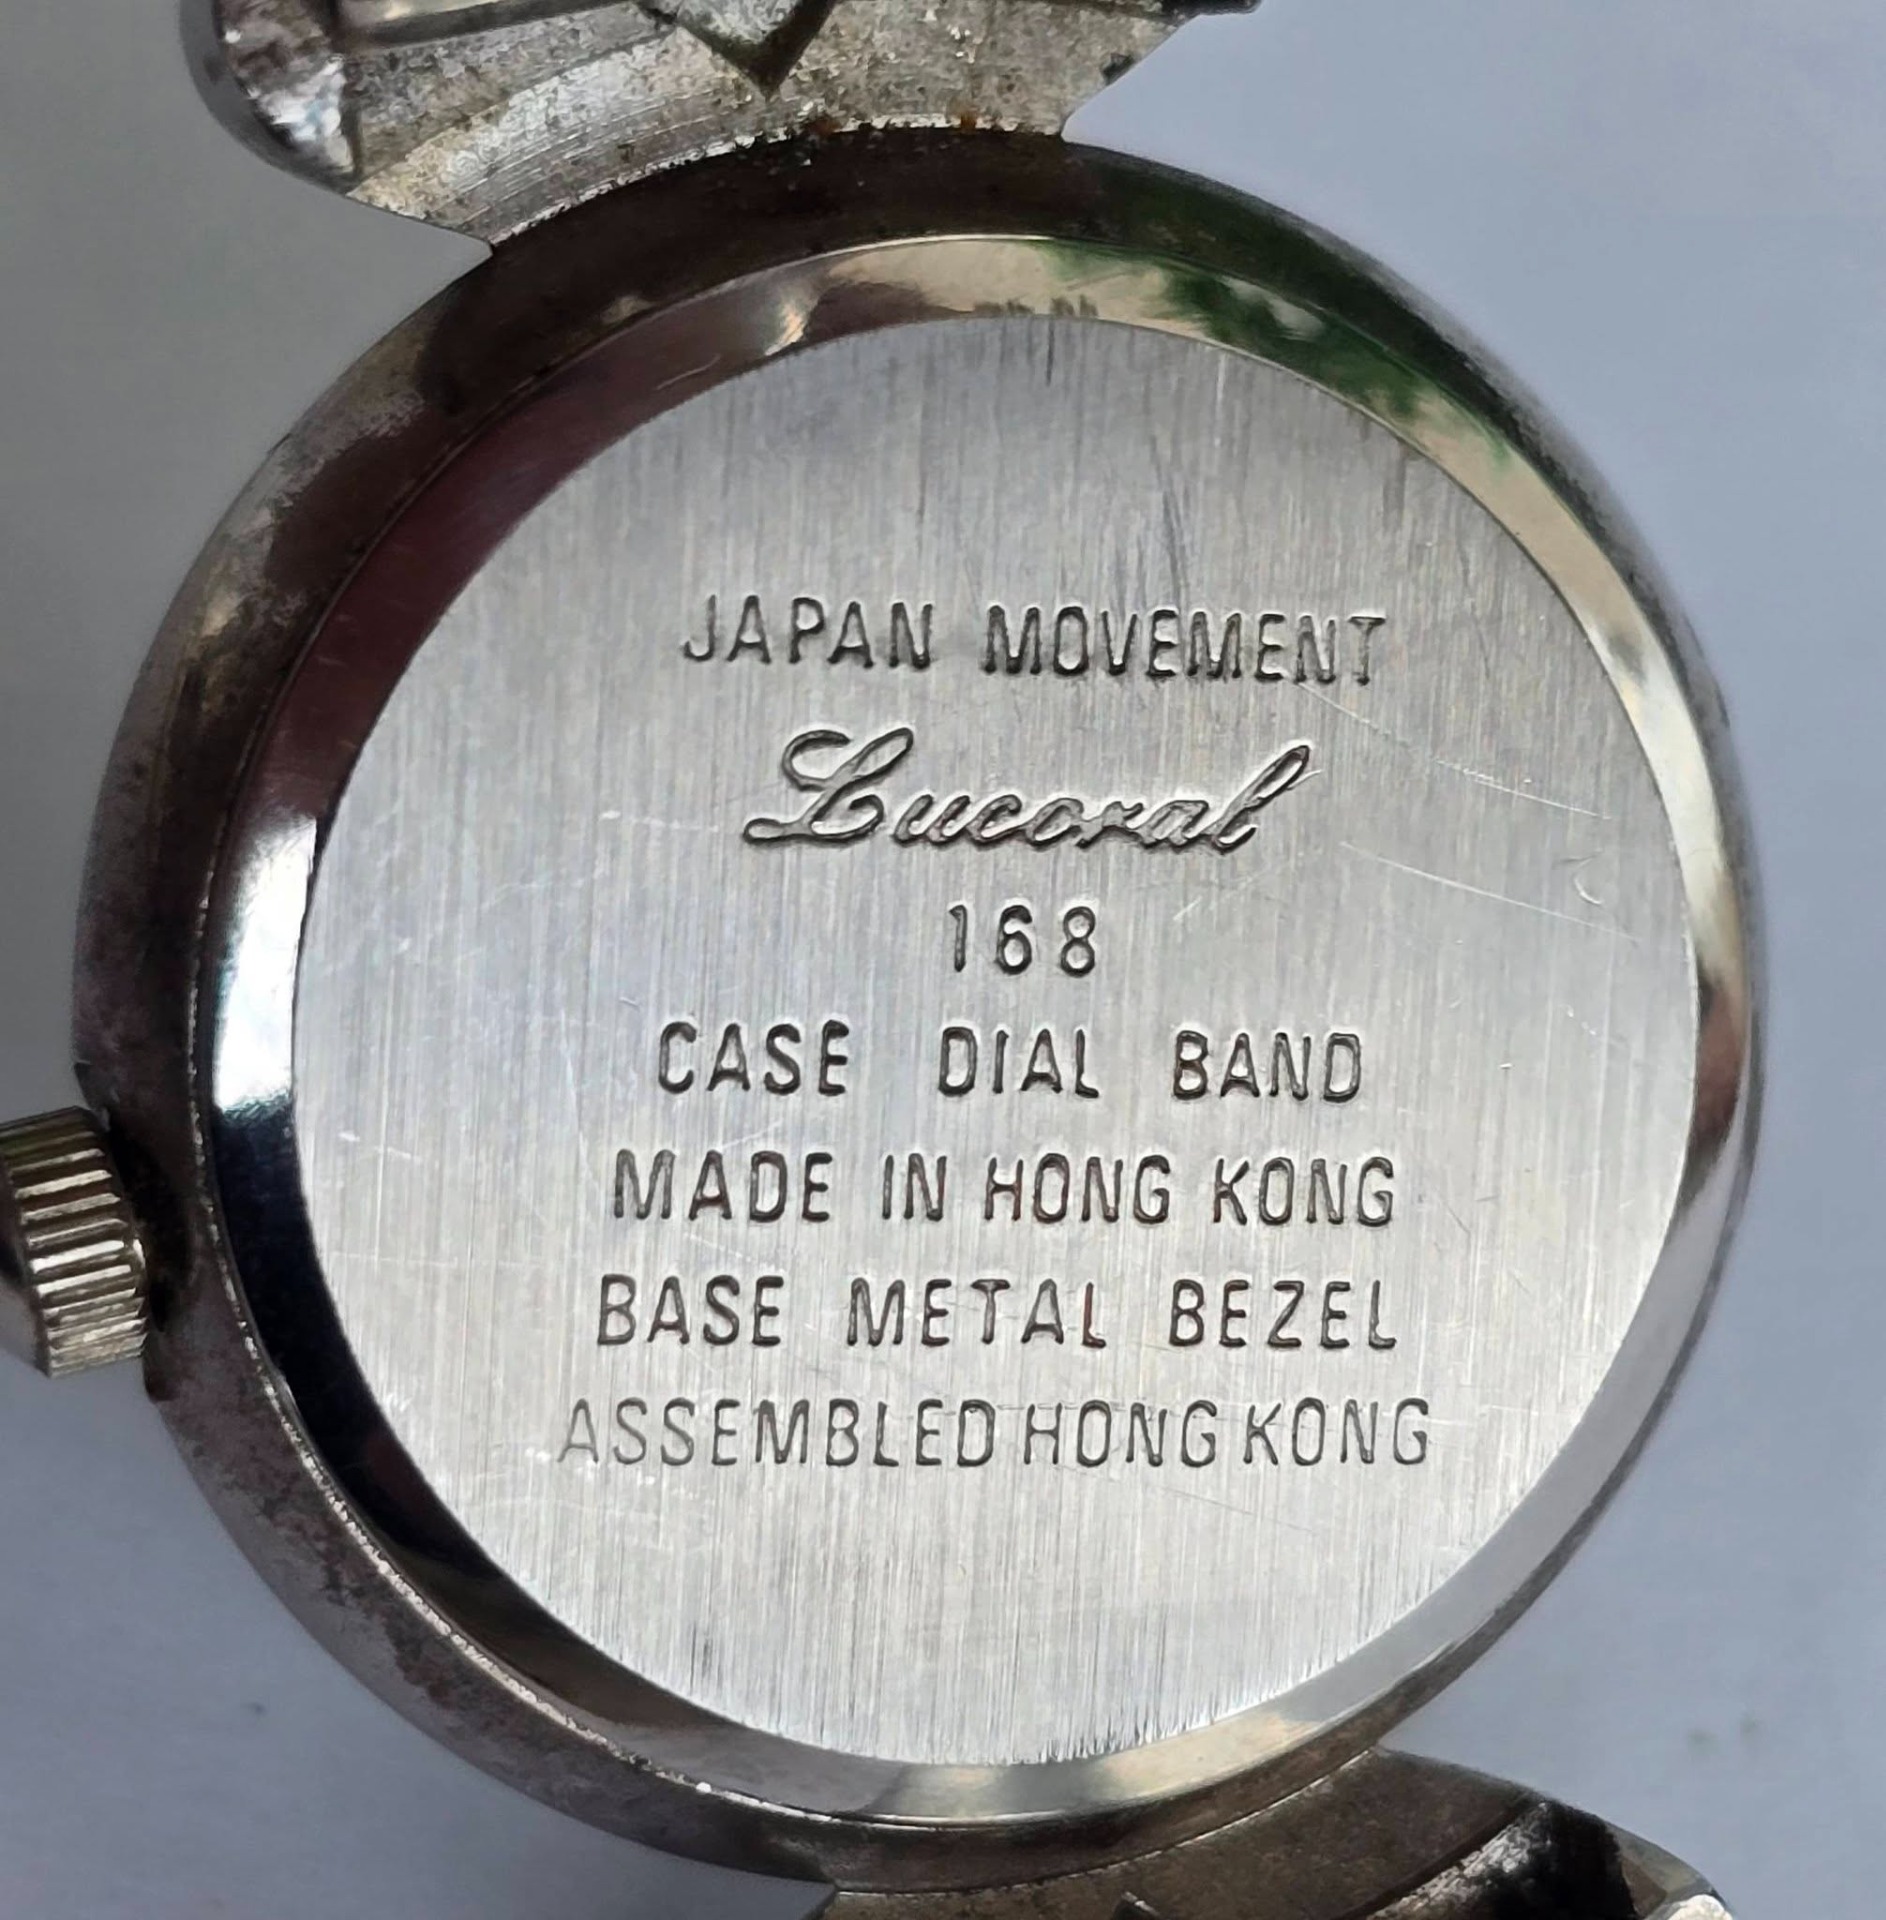 JAPAN MOVEMENT
Lucoral
168
CASE DIAL BAND
MADE IN HONG KONG
BASE METAL BEZEL
ASSEMBLED HONG KONG